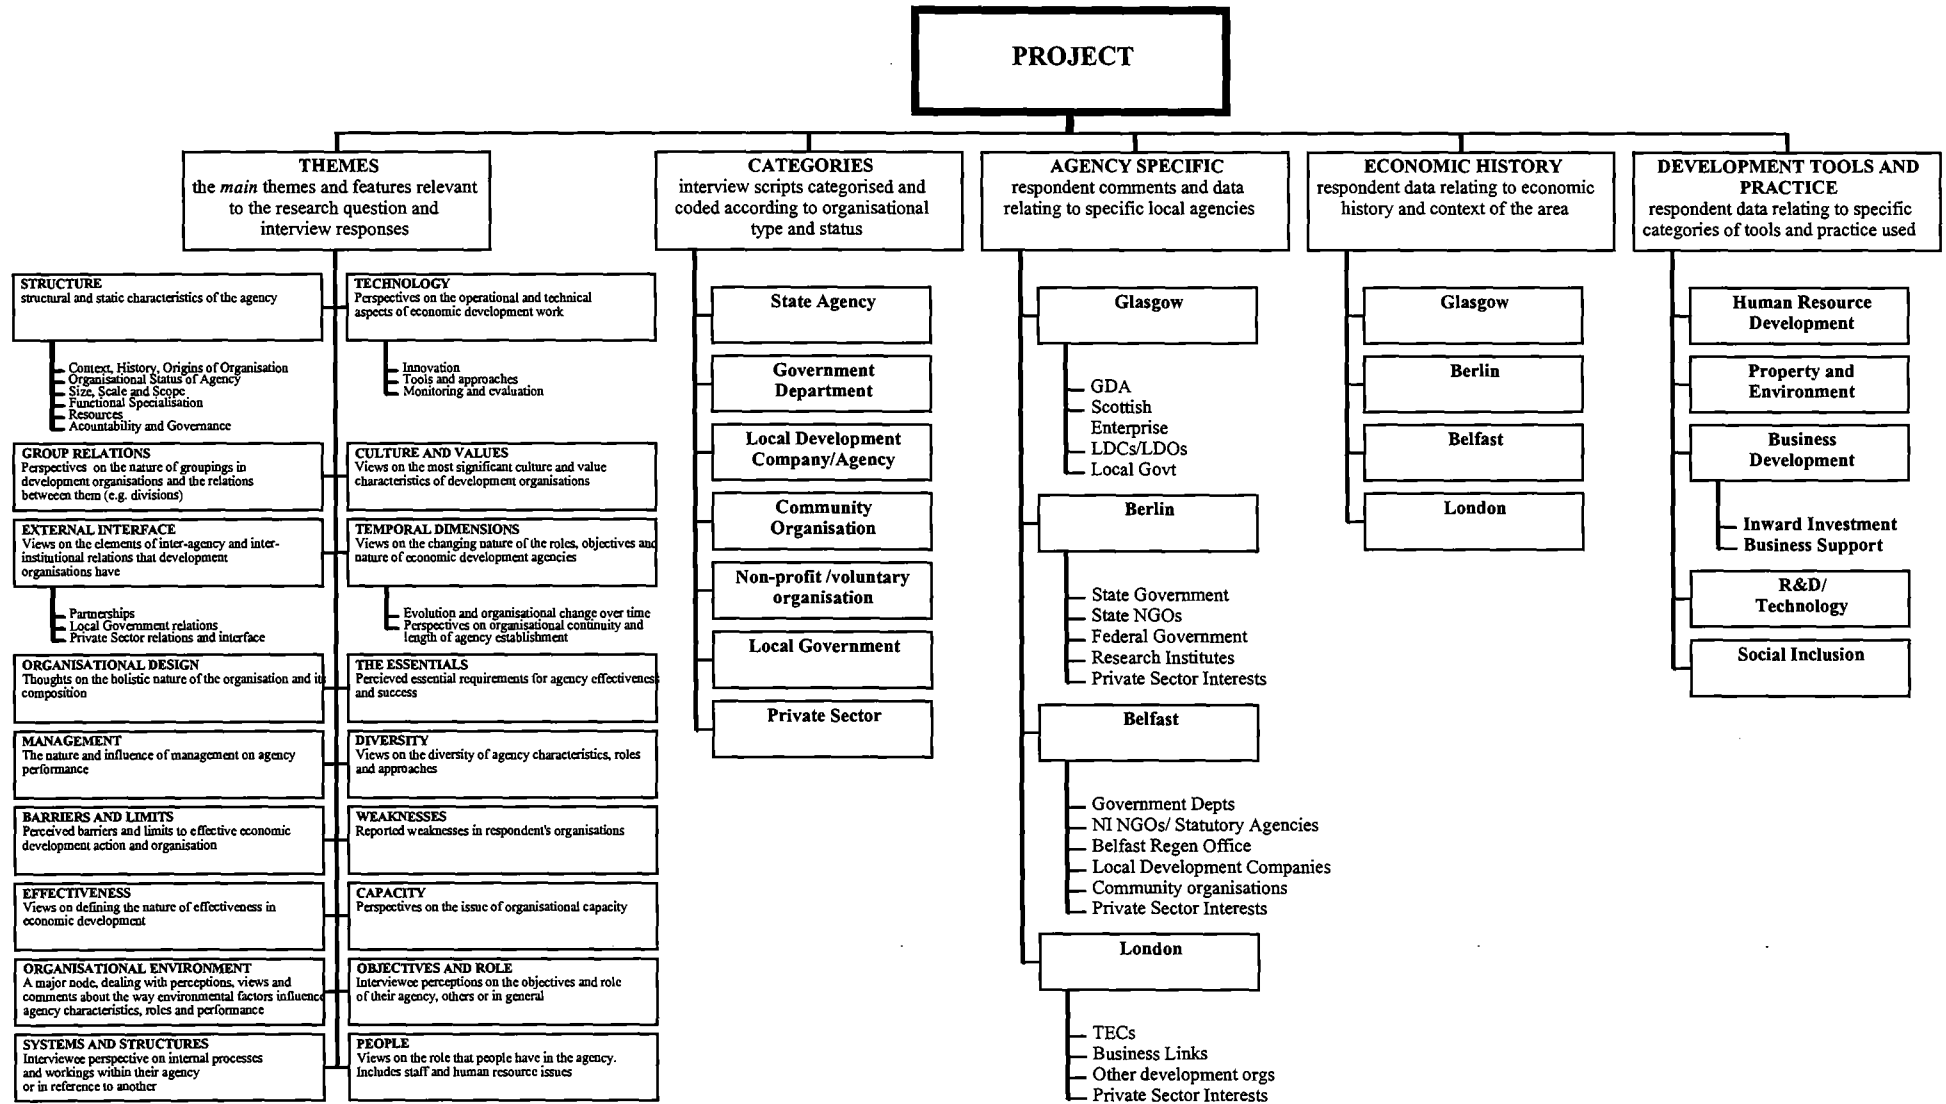 PROJECT
THEMES
the main themes and features relevant
to the research question and
interview responses
CATEGORIES
interview scripts categorised and
coded according to organisational
type and status
AGENCY SPECIFIC
respondent comments and data
relating to specific local agencies
ECONOMIC HISTORY
respondent data relating to economic
history and context of the area
DEVELOPMENT TOOLS AND
PRACTICE
respondent data relating to specific
categories of tools and practice used
STRUCTURE
structural and static characteristics of the agency
Context, History, Origins of Organisation
Organisational Status of Agency
Size, Scale and Scope
Functional Specialisation
Resources
Acountability and Governance
GROUP RELATIONS
Perspectives on the nature of groupings in
development organisations and the relations
betweeen them (e.g. divisions)
EXTERNAL INTERFACE
Views on the elements of inter-agency and inter-
institutional relations that development
organisations have
Partnerships
Local Government relations
Private Sector relations and interface
ORGANISATIONAL DESIGN
Thoughts on the holistic nature of the organisation and its
composition
MANAGEMENT
The nature and influence of management on agency
performance
BARRIERS AND LIMITS
Perceived barriers and limits to effective economic
development action and organisation
EFFECTIVENESS
Views on defining the nature of effectiveness in
economic development
ORGANISATIONAL ENVIRONMENT
A major node, dealing with perceptions, views and
comments about the way environmental factors influence
agency characteristics, roles and performance
SYSTEMS AND STRUCTURES
Interviewee perspective on internal processes
and workings within their agency
or in reference to another
TECHNOLOGY
Perspectives on the operational and technical
aspects of economic development work
Innovation
Tools and approaches
Monitoring and evaluation
CULTURE AND VALUES
Views on the most significant culture and value
characteristics of development organisations
TEMPORAL DIMENSIONS
Views on the changing nature of the roles, objectives and
nature of economic development agencies
Evolution and organisational change over time
Perspectives on organisational continuity and
length of agency establishment
THE ESSENTIALS
Percieved essential requirements for agency effectiveness
and success
DIVERSITY
Views on the diversity of agency characteristics, roles
and approaches
WEAKNESSES
Reported weaknesses in respondent's organisations
CAPACITY
Perspectives on the issue of organisational capacity
OBJECTIVES AND ROLE
Interviewee perceptions on the objectives and role
of their agency, others or in general
PEOPLE
Views on the role that people have in the agency.
Includes staff and human resource issues
State Agency
Government
Department
Local Development
Company/Agency
Community
Organisation
Non-profit /voluntary
organisation
Local Government
Private Sector
Glasgow
GDA
Scottish
Enterprise
LDCs/LDOs
Local Govt
Berlin
State Government
State NGOs
Federal Government
Research Institutes
Private Sector Interests
Belfast
Government Depts
NI NGOs/ Statutory Agencies
Belfast Regen Office
Local Development Companies
Community organisations
Private Sector Interests
London
TECs
Business Links
Other development orgs
Private Sector Interests
Glasgow
Berlin
Belfast
London
Human Resource
Development
Property and
Environment
Business
Development
Inward Investment
Business Support
R&D/
Technology
Social Inclusion